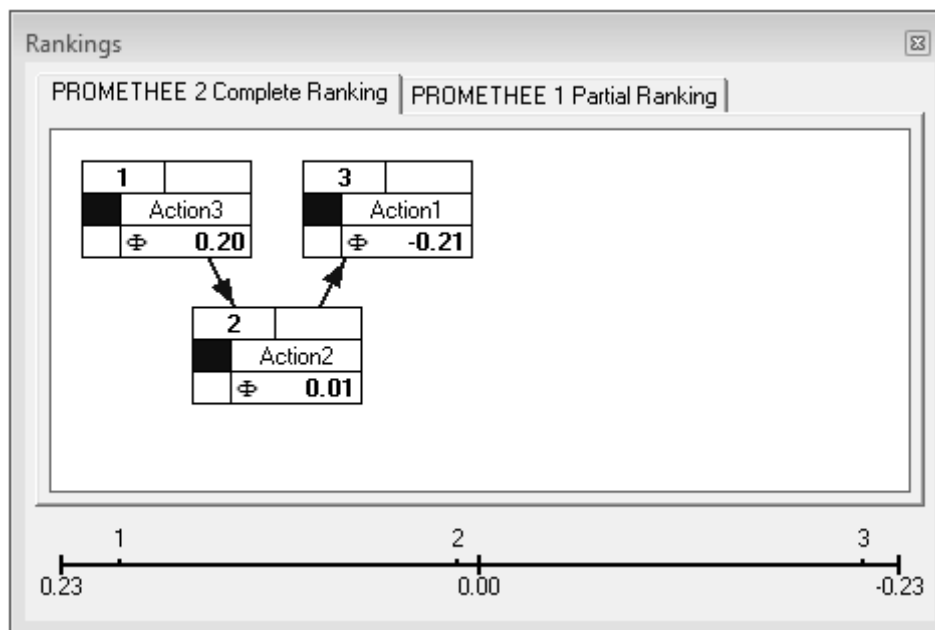 Rankings
PROMETHEE 2 Complete Ranking PROMETHEE 1 Partial Ranking
1 3
Action3 Action1
Φ 0.20 Φ -0.21
2
Action2
Φ 0.01
1 2 3
0.23 0.00 -0.23